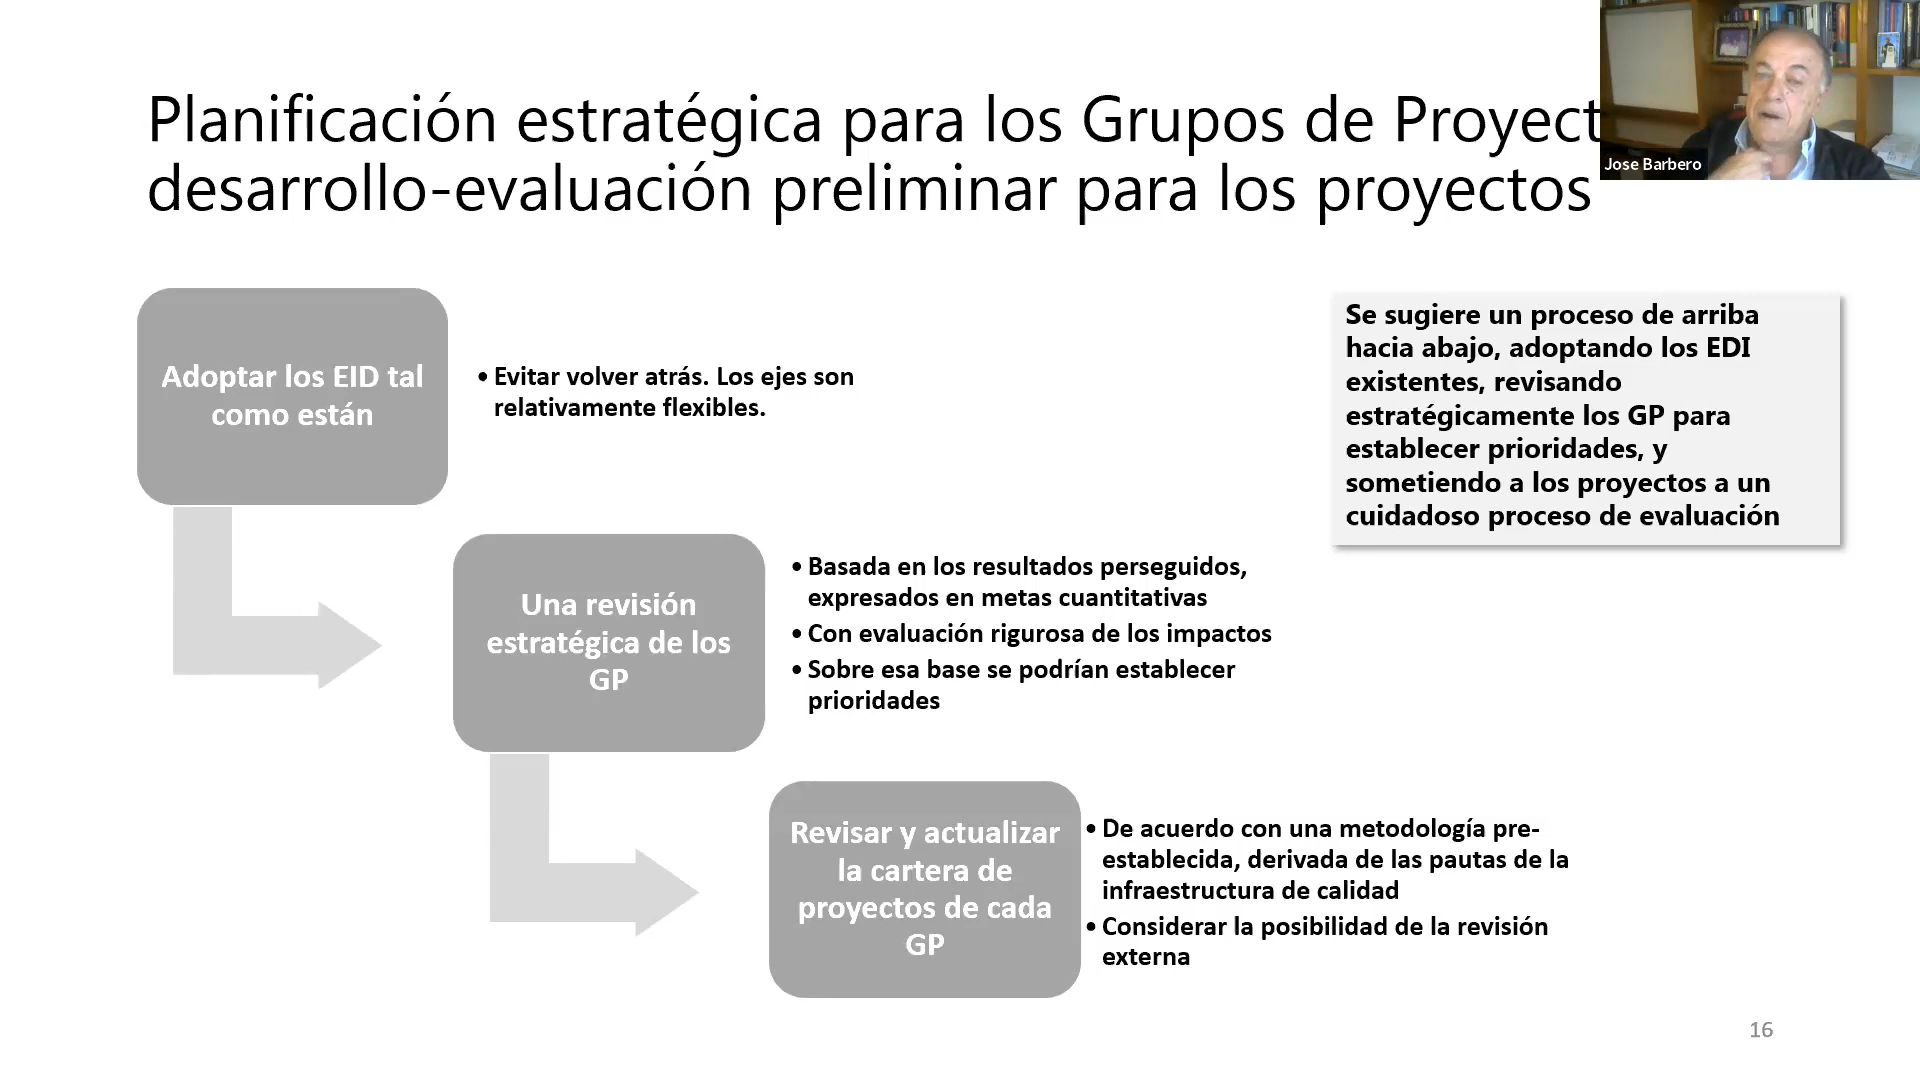 Planificación estratégica para los Grupos de Proyect
desarrollo-evaluación preliminar para los proyectos
Jose Barbero
Adoptar los EID tal
como están
• Evitar volver atrás. Los ejes son
relativamente flexibles.
Se sugiere un proceso de arriba
hacia abajo, adoptando los EDI
existentes, revisando
estratégicamente los GP para
establecer prioridades, y
sometiendo a los proyectos a un
cuidadoso proceso de evaluación
Una revisión
estratégica de los
GP
• Basada en los resultados perseguidos,
expresados en metas cuantitativas
• Con evaluación rigurosa de los impactos
• Sobre esa base se podrían establecer
prioridades
Revisar y actualizar
la cartera de
proyectos de cada
GP
• De acuerdo con una metodología pre-
establecida, derivada de las pautas de la
infraestructura de calidad
• Considerar la posibilidad de la revisión
externa
16